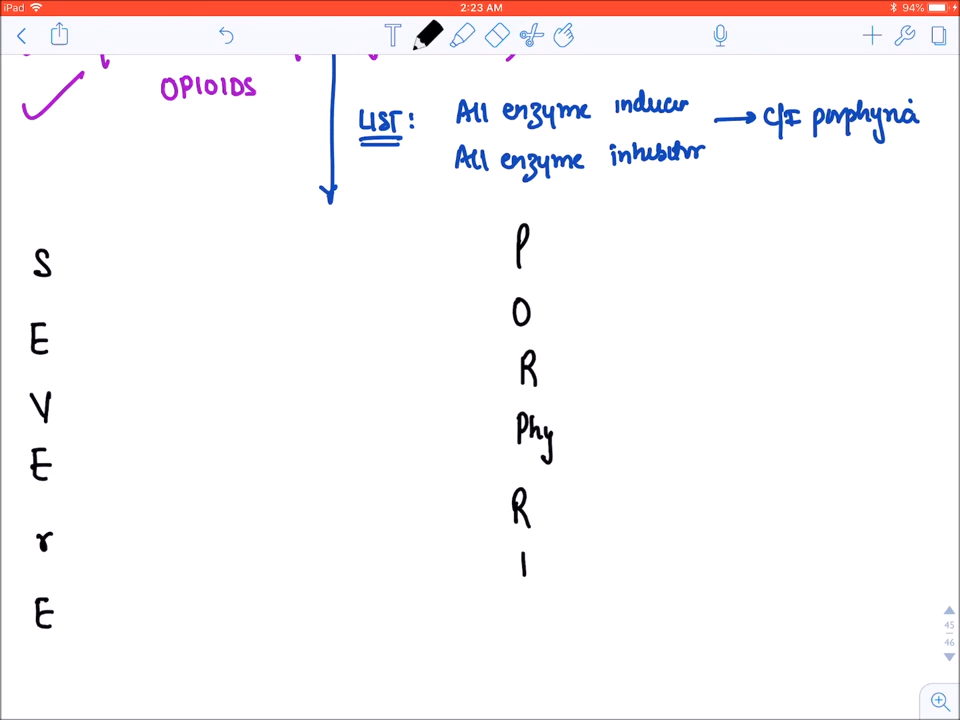 iPad 2:23 AM 94%
T
OPIOIDS
LIST : All enzyme inducer
All enzyme inhibitor
→ C/I porphyria
S
E
V
E
r
E
P
O
R
Phy
R
I
45
46